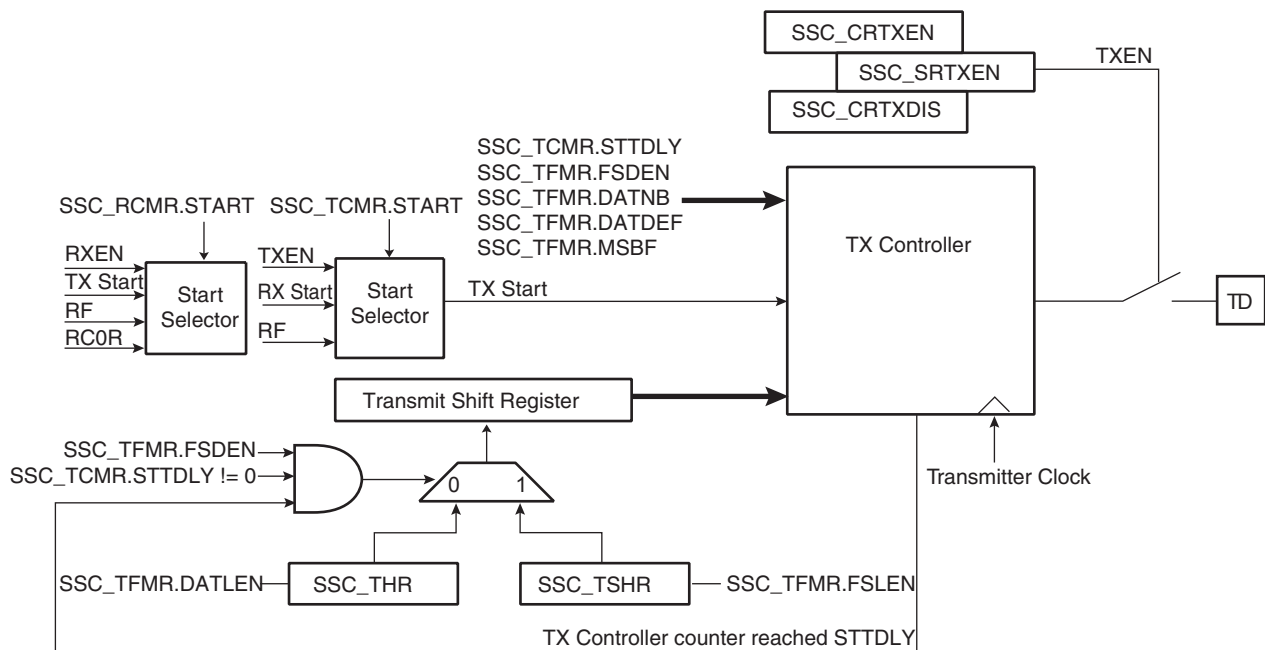 SSC_CRTXEN
SSC_SRTXEN
TXEN
SSC_CRTXDIS
SSC_TCMR.STTDLY
SSC_TFMR.FSDEN
SSC_TFMR.DATNB
SSC_TFMR.DATDEF
SSC_TFMR.MSBF
SSC_RCMR.START
SSC_TCMR.START
RXEN
TX Start
RF
RC0R
Start
Selector
TXEN
RX Start
RF
Start
Selector
TX Start
TX Controller
TD
Transmit Shift Register
SSC_TFMR.FSDEN
SSC_TCMR.STTDLY != 0
0
1
Transmitter Clock
SSC_TFMR.DATLEN
SSC_THR
SSC_TSHR
SSC_TFMR.FSLEN
TX Controller counter reached STTDLY